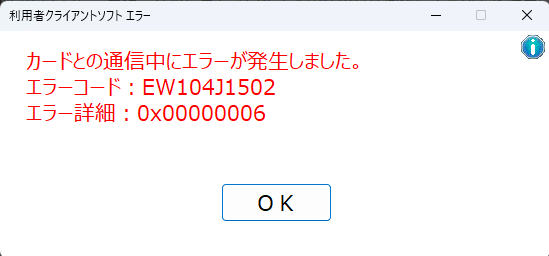 利用者クライアントソフト エラー
カードとの通信中にエラーが発生しました。
エラーコード：EW104J1502
エラー詳細：0x00000006
ＯＫ